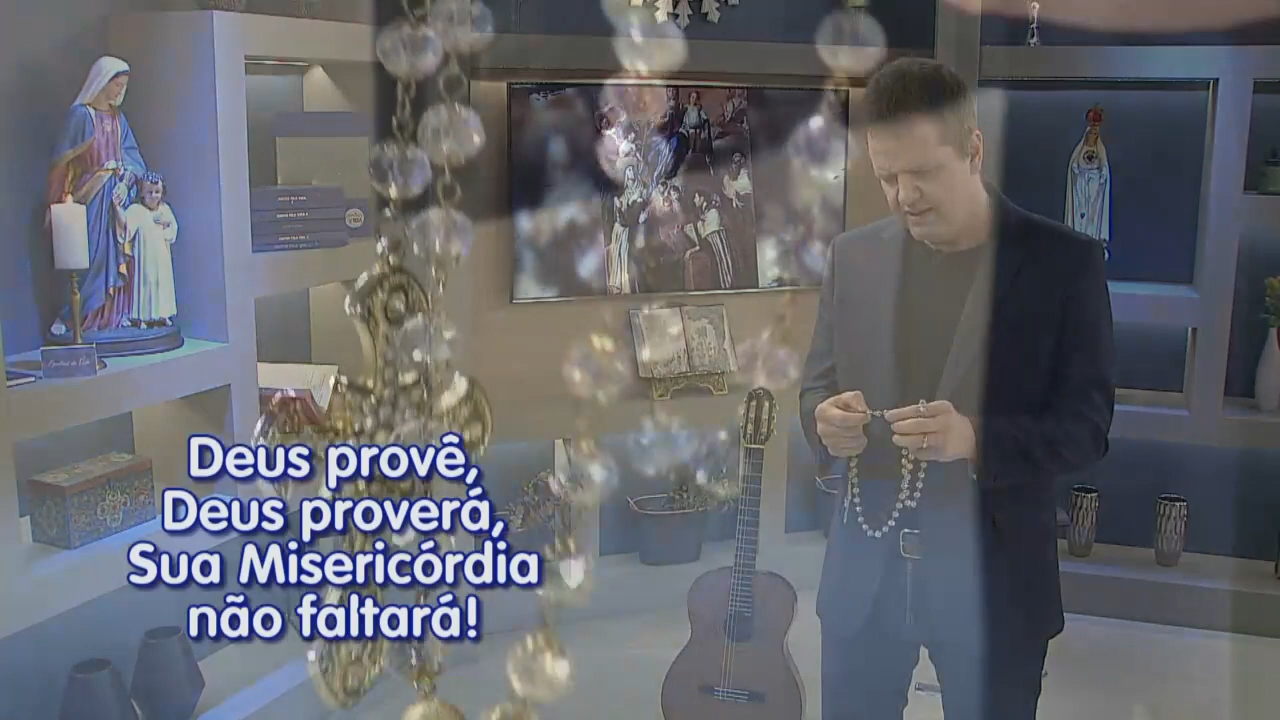 Deus provê,
Deus proverá,
Sua Misericórdia
não faltará!